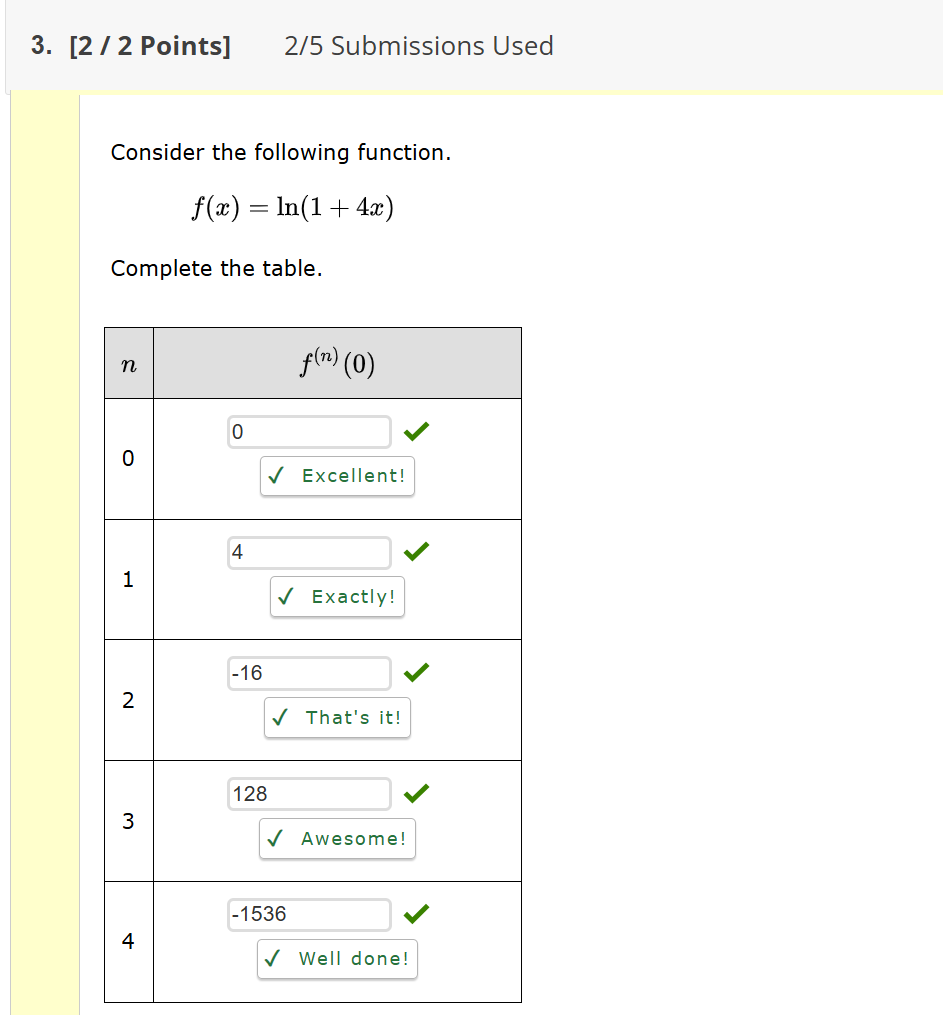 3. [2 / 2 Points] 2/5 Submissions Used
Consider the following function.
f(x) = ln(1 + 4x)
Complete the table.
n f⁽ⁿ⁾(0)
0 0 ✓
✓ Excellent!
1 4 ✓
✓ Exactly!
2 -16 ✓
✓ That's it!
3 128 ✓
✓ Awesome!
4 -1536 ✓
✓ Well done!